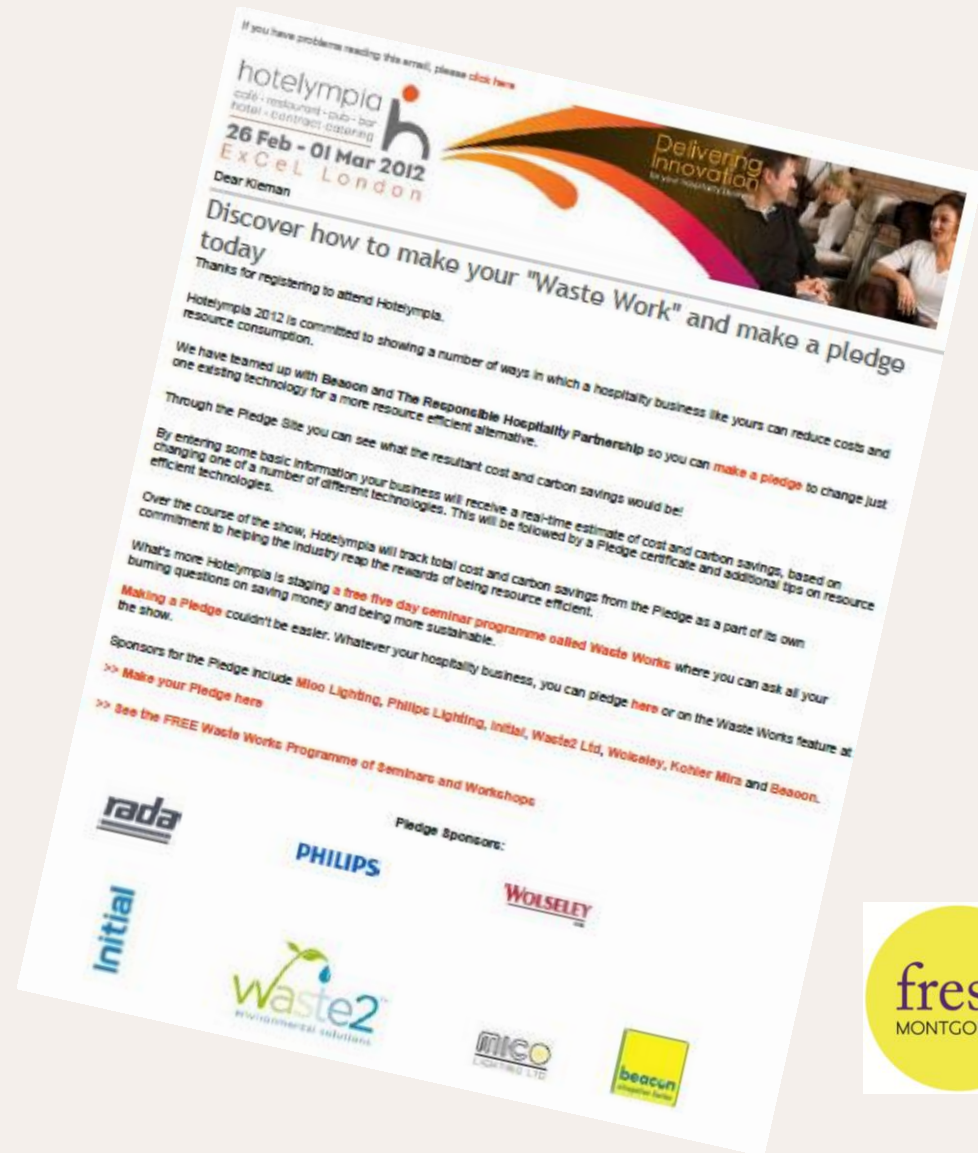 If you have problems reading this email, please click here
hotelympia
café · restaurant · pub · bar
hotel · contract catering
26 Feb - 01 Mar 2012
ExCeL London
Delivering
Innovation
for your hospitality business
Dear Kieman
Discover how to make your "Waste Work" and make a pledge
today
Thanks for registering to attend Hotelympia.
Hotelympia 2012 is committed to showing a number of ways in which a hospitality business like yours can reduce costs and
resource consumption.
We have teamed up with Beacon and The Responsible Hospitality Partnership so you can make a pledge to change just
one existing technology for a more resource efficient alternative.
Through the Pledge Site you can see what the resultant cost and carbon savings would be!
By entering some basic information your business will receive a real-time estimate of cost and carbon savings, based on
changing one of a number of different technologies. This will be followed by a Pledge certificate and additional tips on resource
efficient technologies.
Over the course of the show, Hotelympia will track total cost and carbon savings from the Pledge as a part of its own
commitment to helping the industry reap the rewards of being resource efficient.
What's more Hotelympia is staging a free five day seminar programme called Waste Works where you can ask all your
burning questions on saving money and being more sustainable.
Making a Pledge couldn't be easier. Whatever your hospitality business, you can pledge here or on the Waste Works feature at
the show.
Sponsors for the Pledge include Mico Lighting, Philips Lighting, Initial, Waste2 Ltd, Wolseley, Kohler Mira and Beacon.
>> Make your Pledge here
>> See the FREE Waste Works Programme of Seminars and Workshops
Pledge Sponsors:
rada
PHILIPS
WOLSELEY
Initial
waste2
environmental solutions
MICO
LIGHTING LTD
beacon
fres
MONTGO